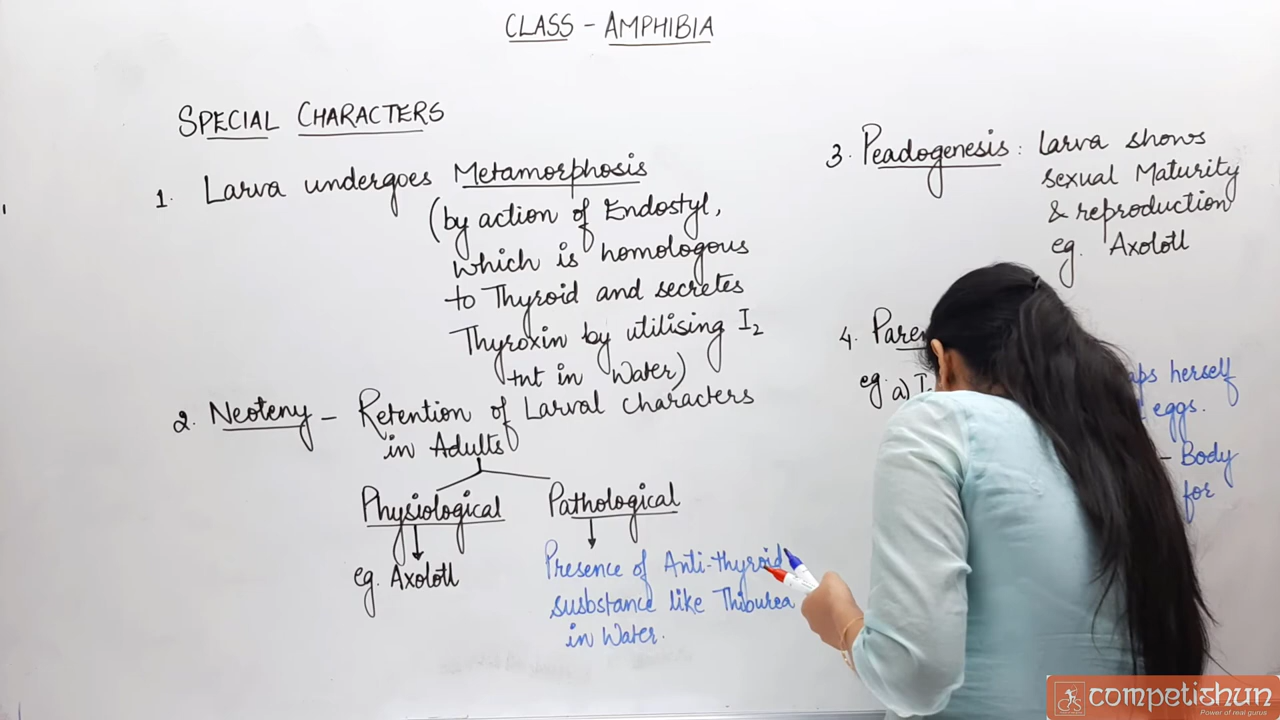 CLASS - AMPHIBIA
SPECIAL CHARACTERS
1. Larva undergoes Metamorphosis
(by action of Endostyl,
which is homologous
to Thyroid and secretes
Thyroxin by utilising I2
tnt in Water)
2. Neoteny - Retention of Larval characters
in Adults
Physiological
eg. Axolotl
Pathological
Presence of Anti-thyroid
susbstance like Thiburea
in Water.
3. Peadogenesis: larva shows
sexual Maturity
& reproduction
eg. Axolotl
4.
eg. a)
herself
eggs.
- Body
for
competishun
Power of real gurus